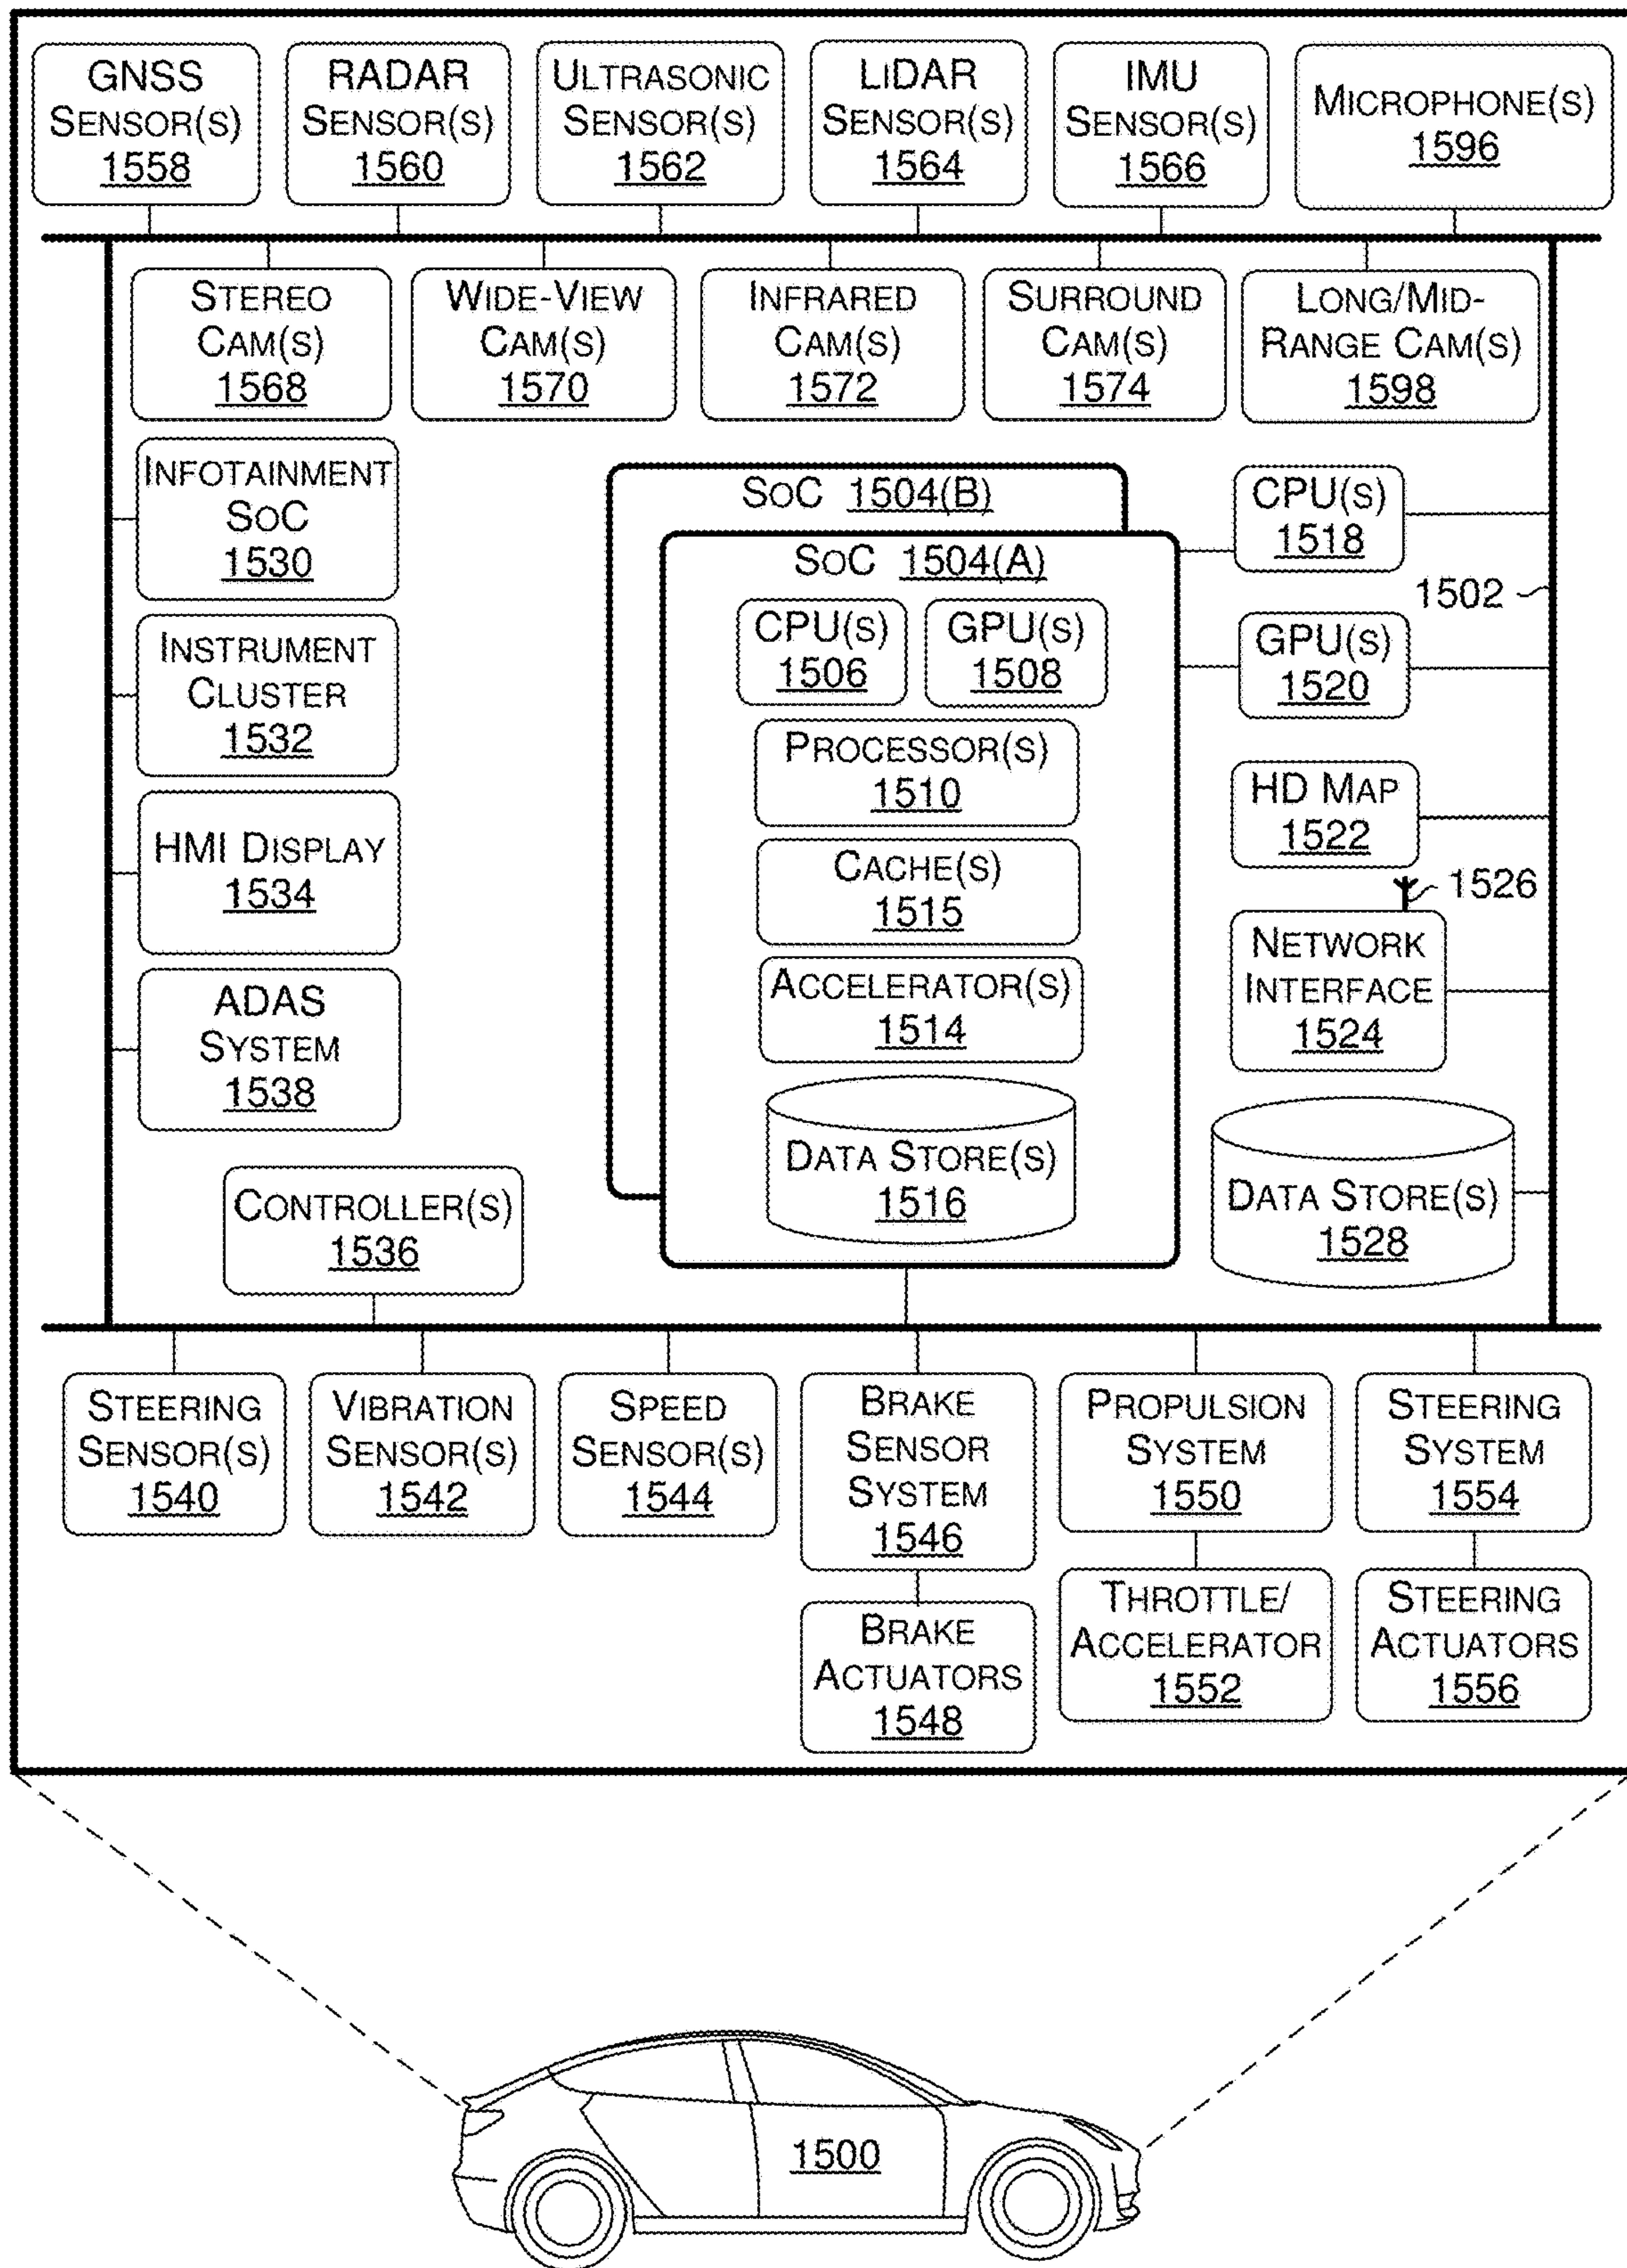 GNSS
SENSOR(S)
1558
RADAR
SENSOR(S)
1560
ULTRASONIC
SENSOR(S)
1562
LIDAR
SENSOR(S)
1564
IMU
SENSOR(S)
1566
MICROPHONE(S)
1596
STEREO
CAM(S)
1568
WIDE-VIEW
CAM(S)
1570
INFRARED
CAM(S)
1572
SURROUND
CAM(S)
1574
LONG/MID-
RANGE CAM(S)
1598
INFOTAINMENT
SOC
1530
INSTRUMENT
CLUSTER
1532
HMI DISPLAY
1534
ADAS
SYSTEM
1538
CONTROLLER(S)
1536
SOC 1504(B)
SOC 1504(A)
CPU(S)
1506
GPU(S)
1508
PROCESSOR(S)
1510
CACHE(S)
1515
ACCELERATOR(S)
1514
DATA STORE(S)
1516
CPU(S)
1518
1502
GPU(S)
1520
HD MAP
1522
1526
NETWORK
INTERFACE
1524
DATA STORE(S)
1528
STEERING
SENSOR(S)
1540
VIBRATION
SENSOR(S)
1542
SPEED
SENSOR(S)
1544
BRAKE
SENSOR
SYSTEM
1546
BRAKE
ACTUATORS
1548
PROPULSION
SYSTEM
1550
THROTTLE/
ACCELERATOR
1552
STEERING
SYSTEM
1554
STEERING
ACTUATORS
1556
1500